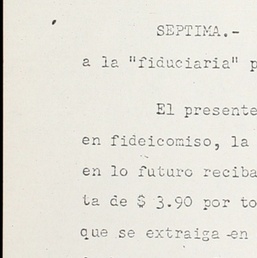 SEPTIMA.-
a la "fiduciaria" p
El presente
en fideicomiso, la
en lo futuro reciba
ta de $ 3.90 por to
que se extraiga en